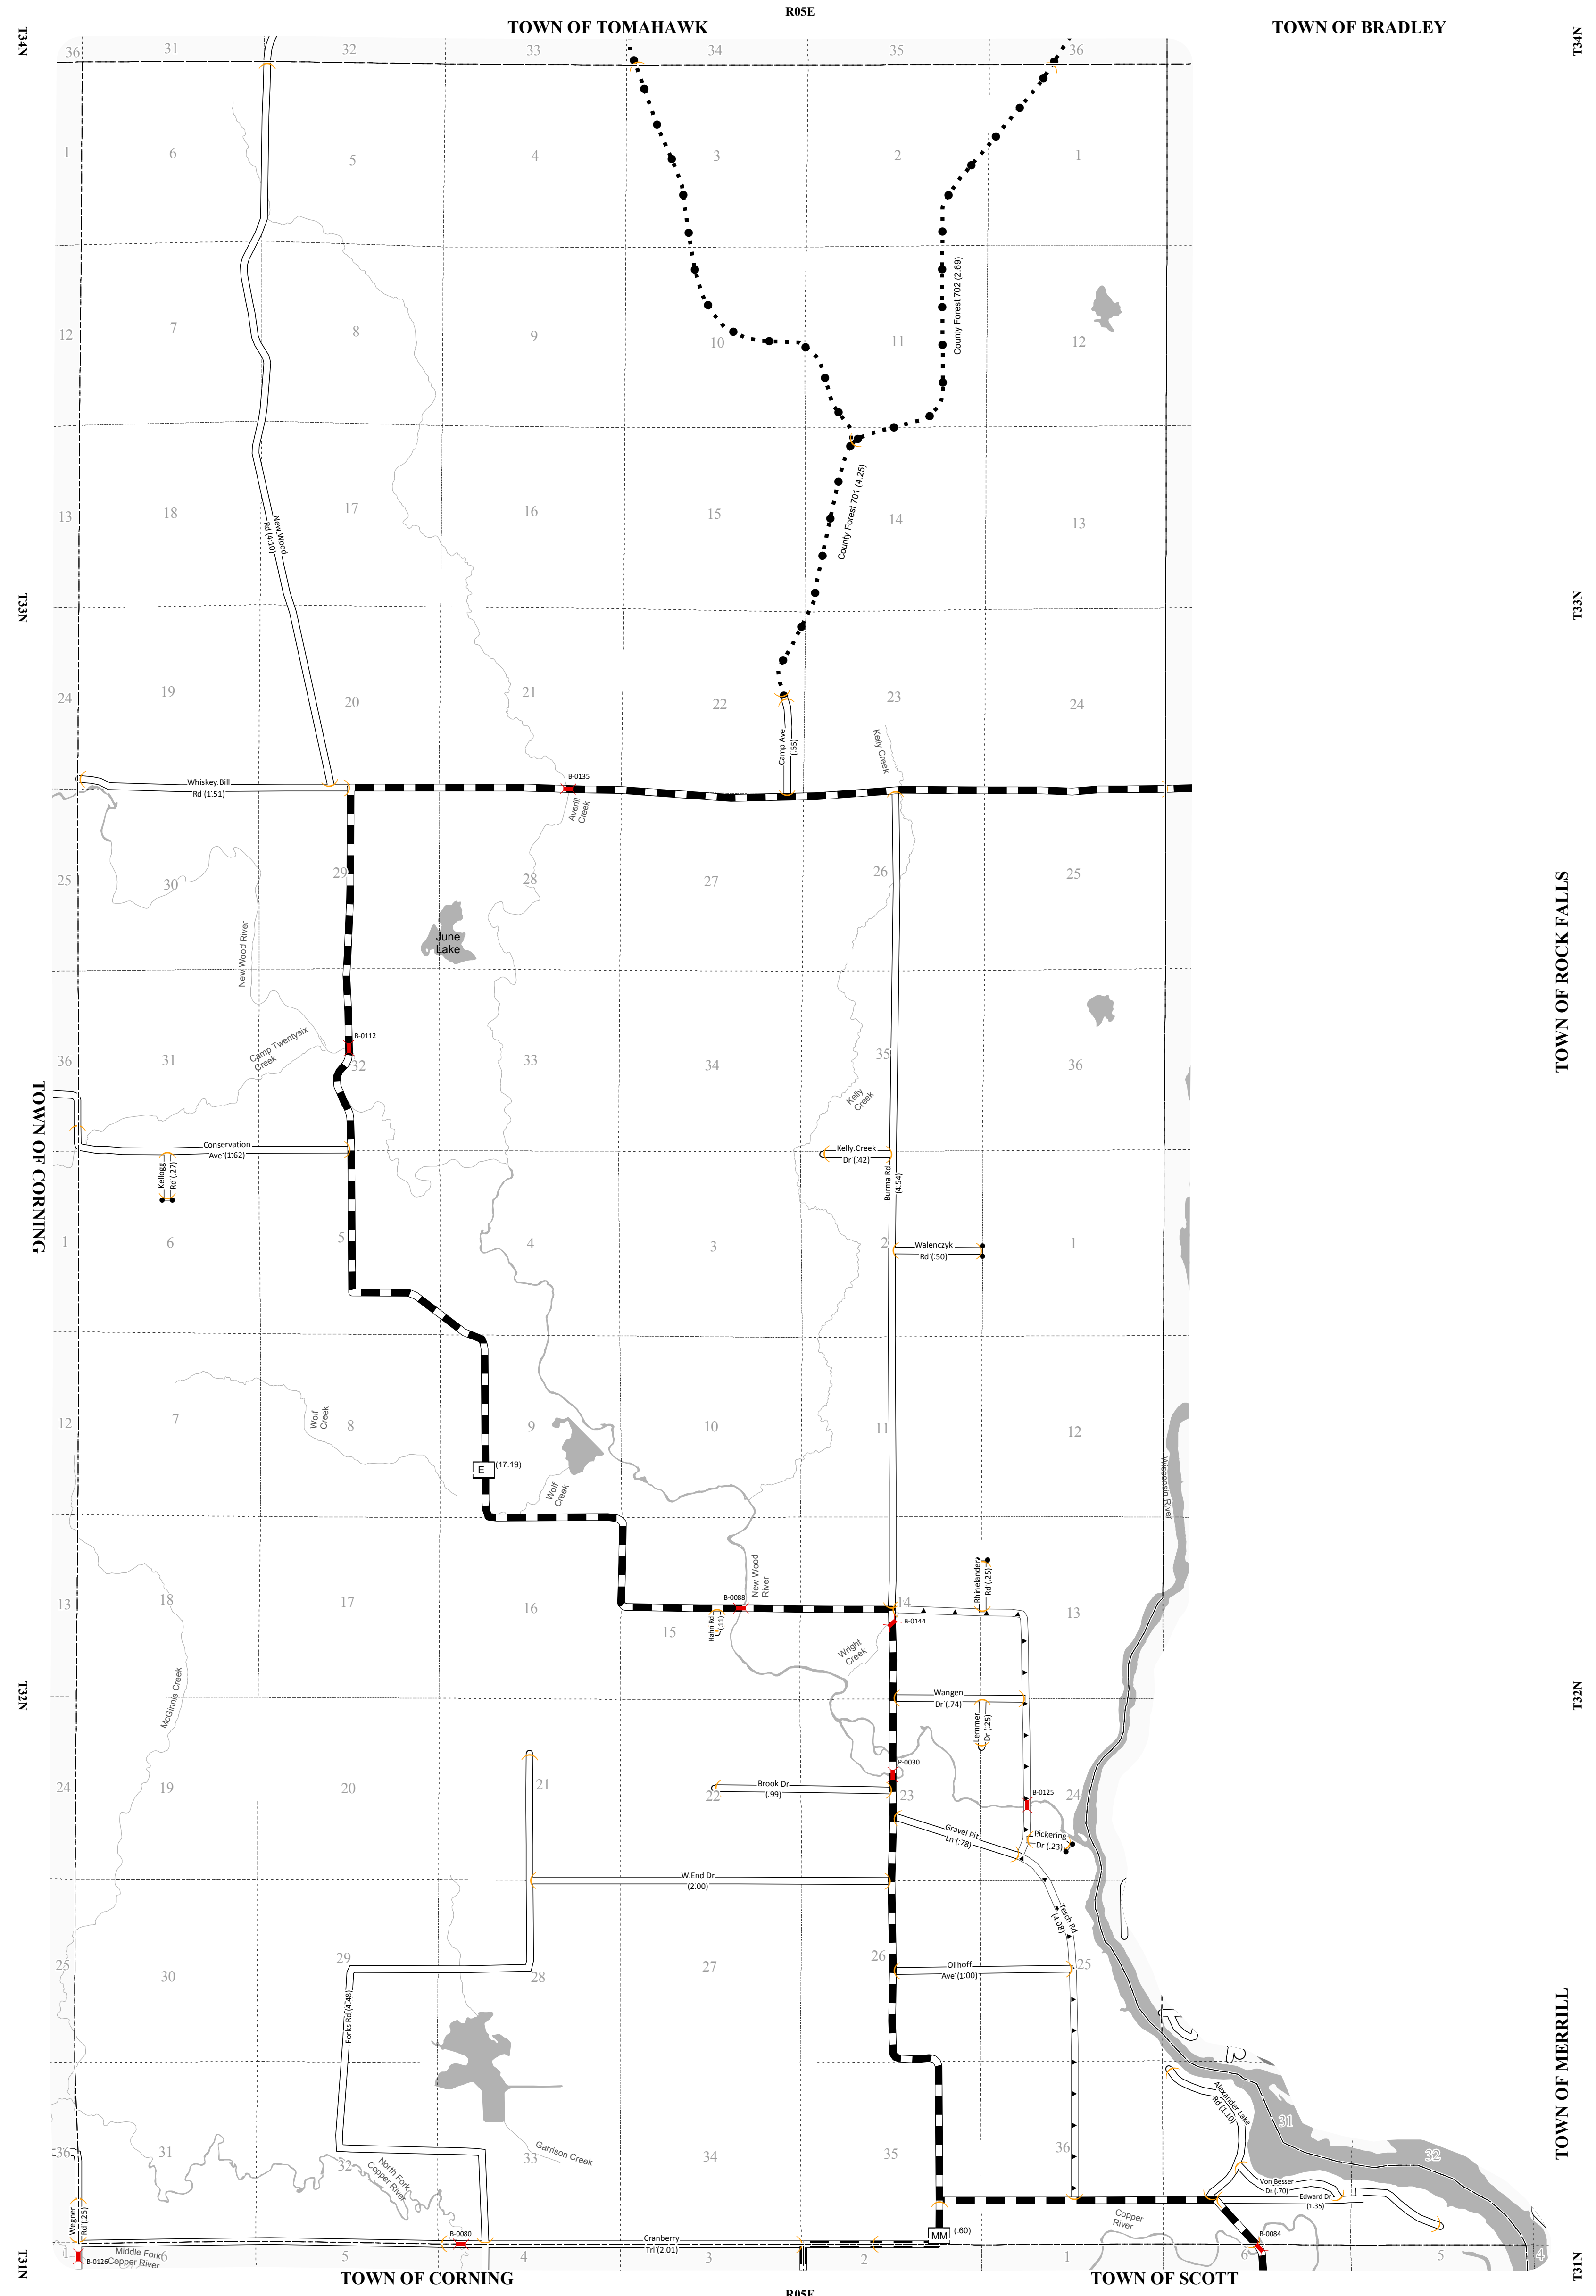 R05E
TOWN OF TOMAHAWK
TOWN OF BRADLEY
T34N
T34N
36
31
32
33
34
35
36
1
6
5
4
3
2
1
County Forest 702 (2.69)
12
7
8
9
10
11
12
County Forest 701 (4.25)
13
18
17
16
15
14
13
New Wood
Rd (4.10)
T33N
T33N
24
19
20
21
22
23
24
Camp Ave
(.55)
Kelly Creek
Whiskey Bill
Rd (1.51)
B-0135
Averill
Creek
25
30
29
28
27
26
25
June
Lake
New Wood River
TOWN OF ROCK FALLS
B-0112
Camp Twentysix
Creek
36
31
32
33
34
35
36
Kelly
Creek
TOWN OF CORNING
Conservation
Ave (1.62)
Kellogg
Rd (.27)
Kelly Creek
Dr (.42)
Burma Rd
(4.54)
1
6
5
4
3
2
1
Walenczyk
Rd (.50)
12
7
8
9
10
11
12
Wolf
Creek
E
(17.19)
Wolf
Creek
Wisconsin River
New Wood
River
Rhinelander
Rd (.25)
13
18
17
16
15
14
13
B-0088
Hahn Rd
(.11)
B-0144
Wright
Creek
McGinnis Creek
T32N
T32N
Wangen
Dr (.74)
Lemmer
Dr (.25)
P-0030
24
19
20
21
22
23
24
Brook Dr
(.99)
B-0125
Gravel Pit
Ln (.78)
Pickering
Dr (.23)
W End Dr
(2.00)
Tesch Rd
(4.08)
25
30
29
28
27
26
25
Ollhoff
Ave (1.00)
Forks Rd (4.48)
TOWN OF MERRILL
Alexander Lake
Rd (1.10)
31
32
36
31
32
33
34
35
36
Garrison Creek
North Fork
Copper River
Von Besser
Dr (.70)
Edward Dr
(1.35)
Wegner
Rd (.25)
Copper
River
MM
(.60)
B-0080
Cranberry
Trl (2.01)
B-0084
1
B-0126
Middle Fork
Copper River
6
5
4
3
2
1
6
5
4
T31N
T31N
TOWN OF CORNING
TOWN OF SCOTT
R05E